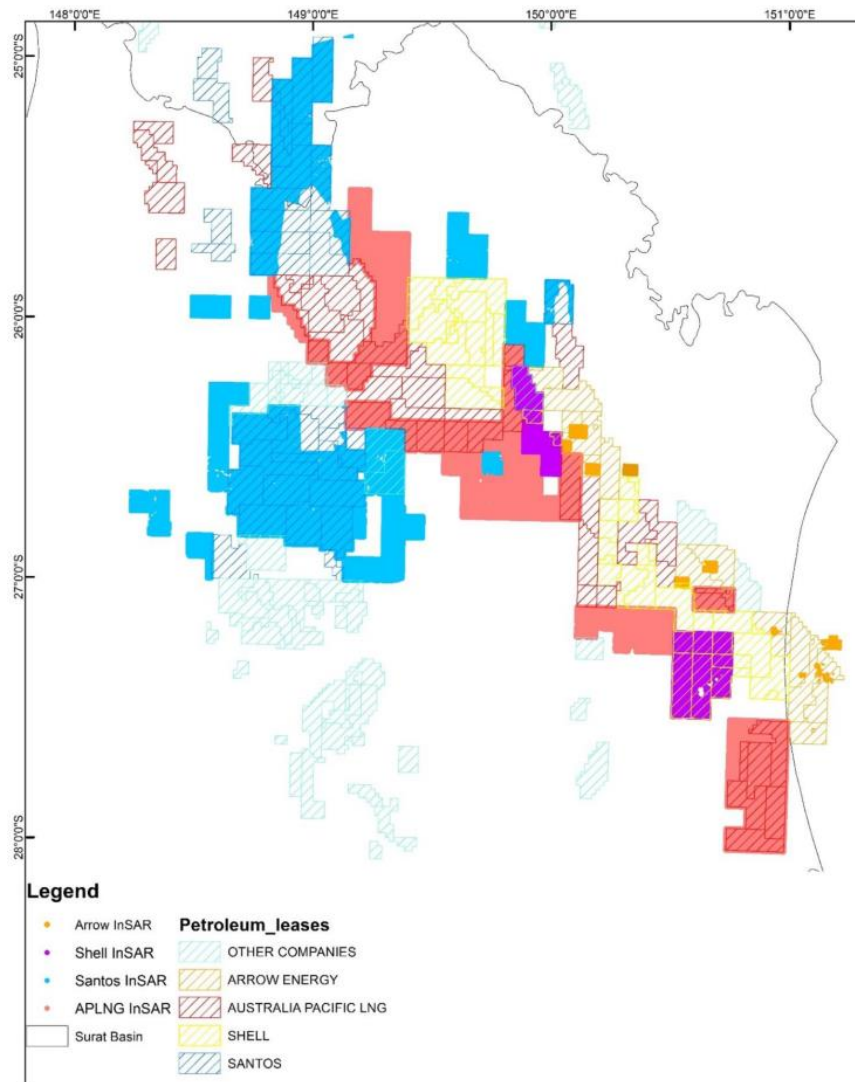 148°0'0"E 149°0'0"E 150°0'0"E 151°0'0"E
25°0'0"S
26°0'0"S
27°0'0"S
28°0'0"S
Legend
Arrow InSAR
Shell InSAR
Santos InSAR
APLNG InSAR
Surat Basin
Petroleum_leases
OTHER COMPANIES
ARROW ENERGY
AUSTRALIA PACIFIC LNG
SHELL
SANTOS